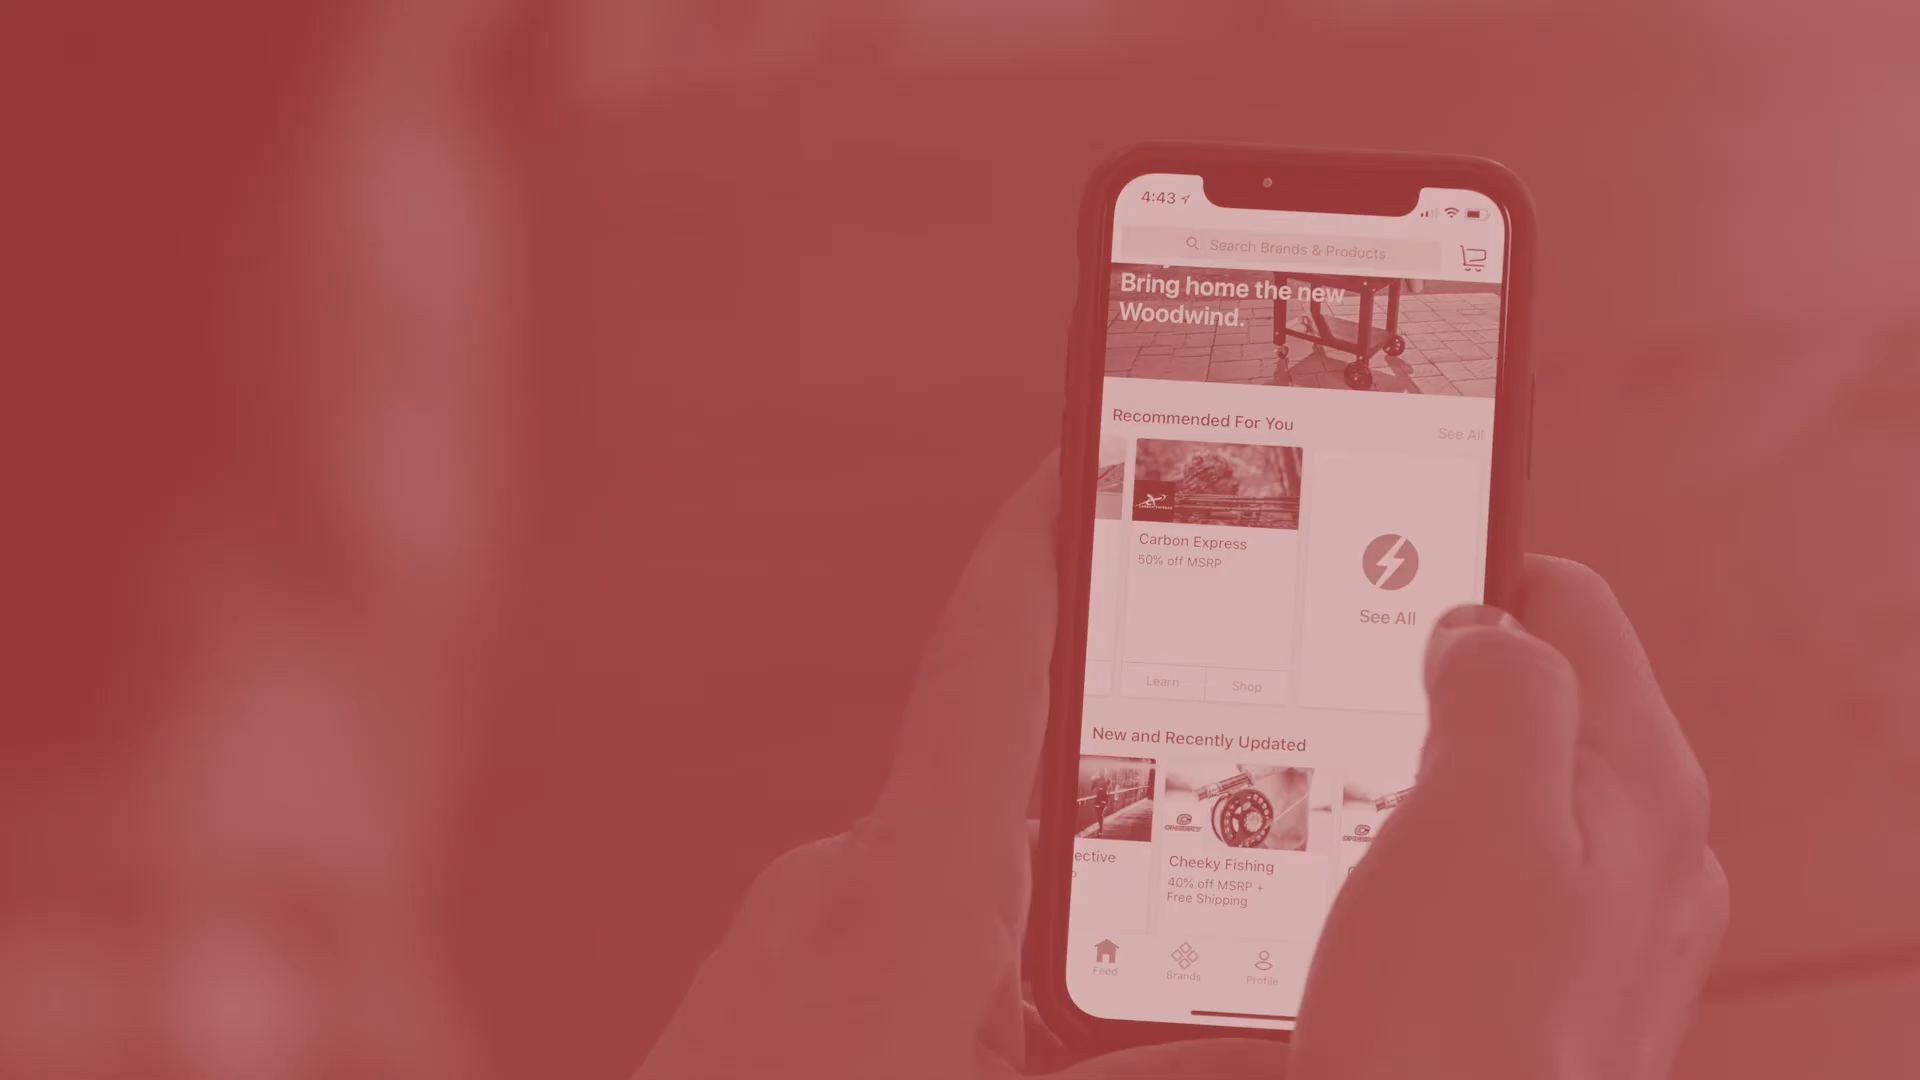 4:43
Search Brands & Products
Bring home the new
Woodwind.
Recommended For You
See All
Carbon Express
50% off MSRP
See All
Learn
Shop
New and Recently Updated
ective
CHEEKY
Cheeky Fishing
40% off MSRP +
Free Shipping
Feed
Brands
Profile